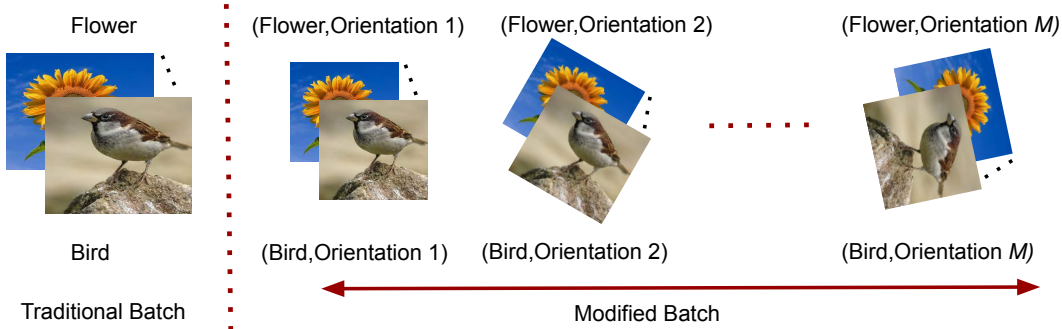 Flower
(Flower,Orientation 1)
(Flower,Orientation 2)
(Flower,Orientation M)
Bird
(Bird,Orientation 1)
(Bird,Orientation 2)
(Bird,Orientation M)
Traditional Batch
Modified Batch